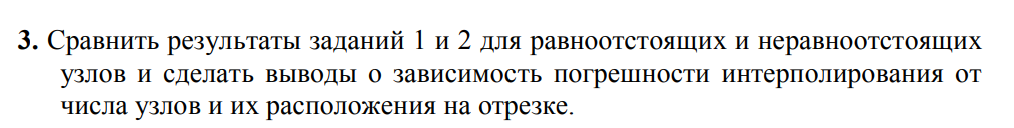 3. Сравнить результаты заданий 1 и 2 для равноотстоящих и неравноотстоящих
узлов и сделать выводы о зависимость погрешности интерполирования от
числа узлов и их расположения на отрезке.